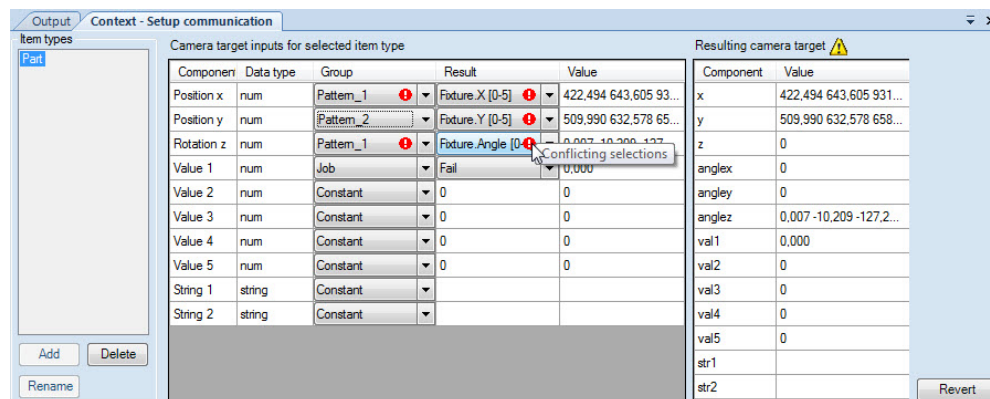 Output Context - Setup communication
Item types
Part
Add Delete
Rename
Camera target inputs for selected item type
Componen Data type Group Result Value
Position x num Pattern_1 Fixture.X [0-5] 422,494 643,605 93...
Position y num Pattern_2 Fixture.Y [0-5] 509,990 632,578 65...
Rotation z num Pattern_1 Fixture.Angle [0-
Conflicting selections
Value 1 num Job Fail 0,000
Value 2 num Constant 0 0
Value 3 num Constant 0 0
Value 4 num Constant 0 0
Value 5 num Constant 0 0
String 1 string Constant
String 2 string Constant
Resulting camera target
Component Value
x 422,494 643,605 931...
y 509,990 632,578 658...
z 0
anglex 0
angley 0
anglez 0,007 -10,209 -127,2...
val1 0,000
val2 0
val3 0
val4 0
val5 0
str1
str2
Revert